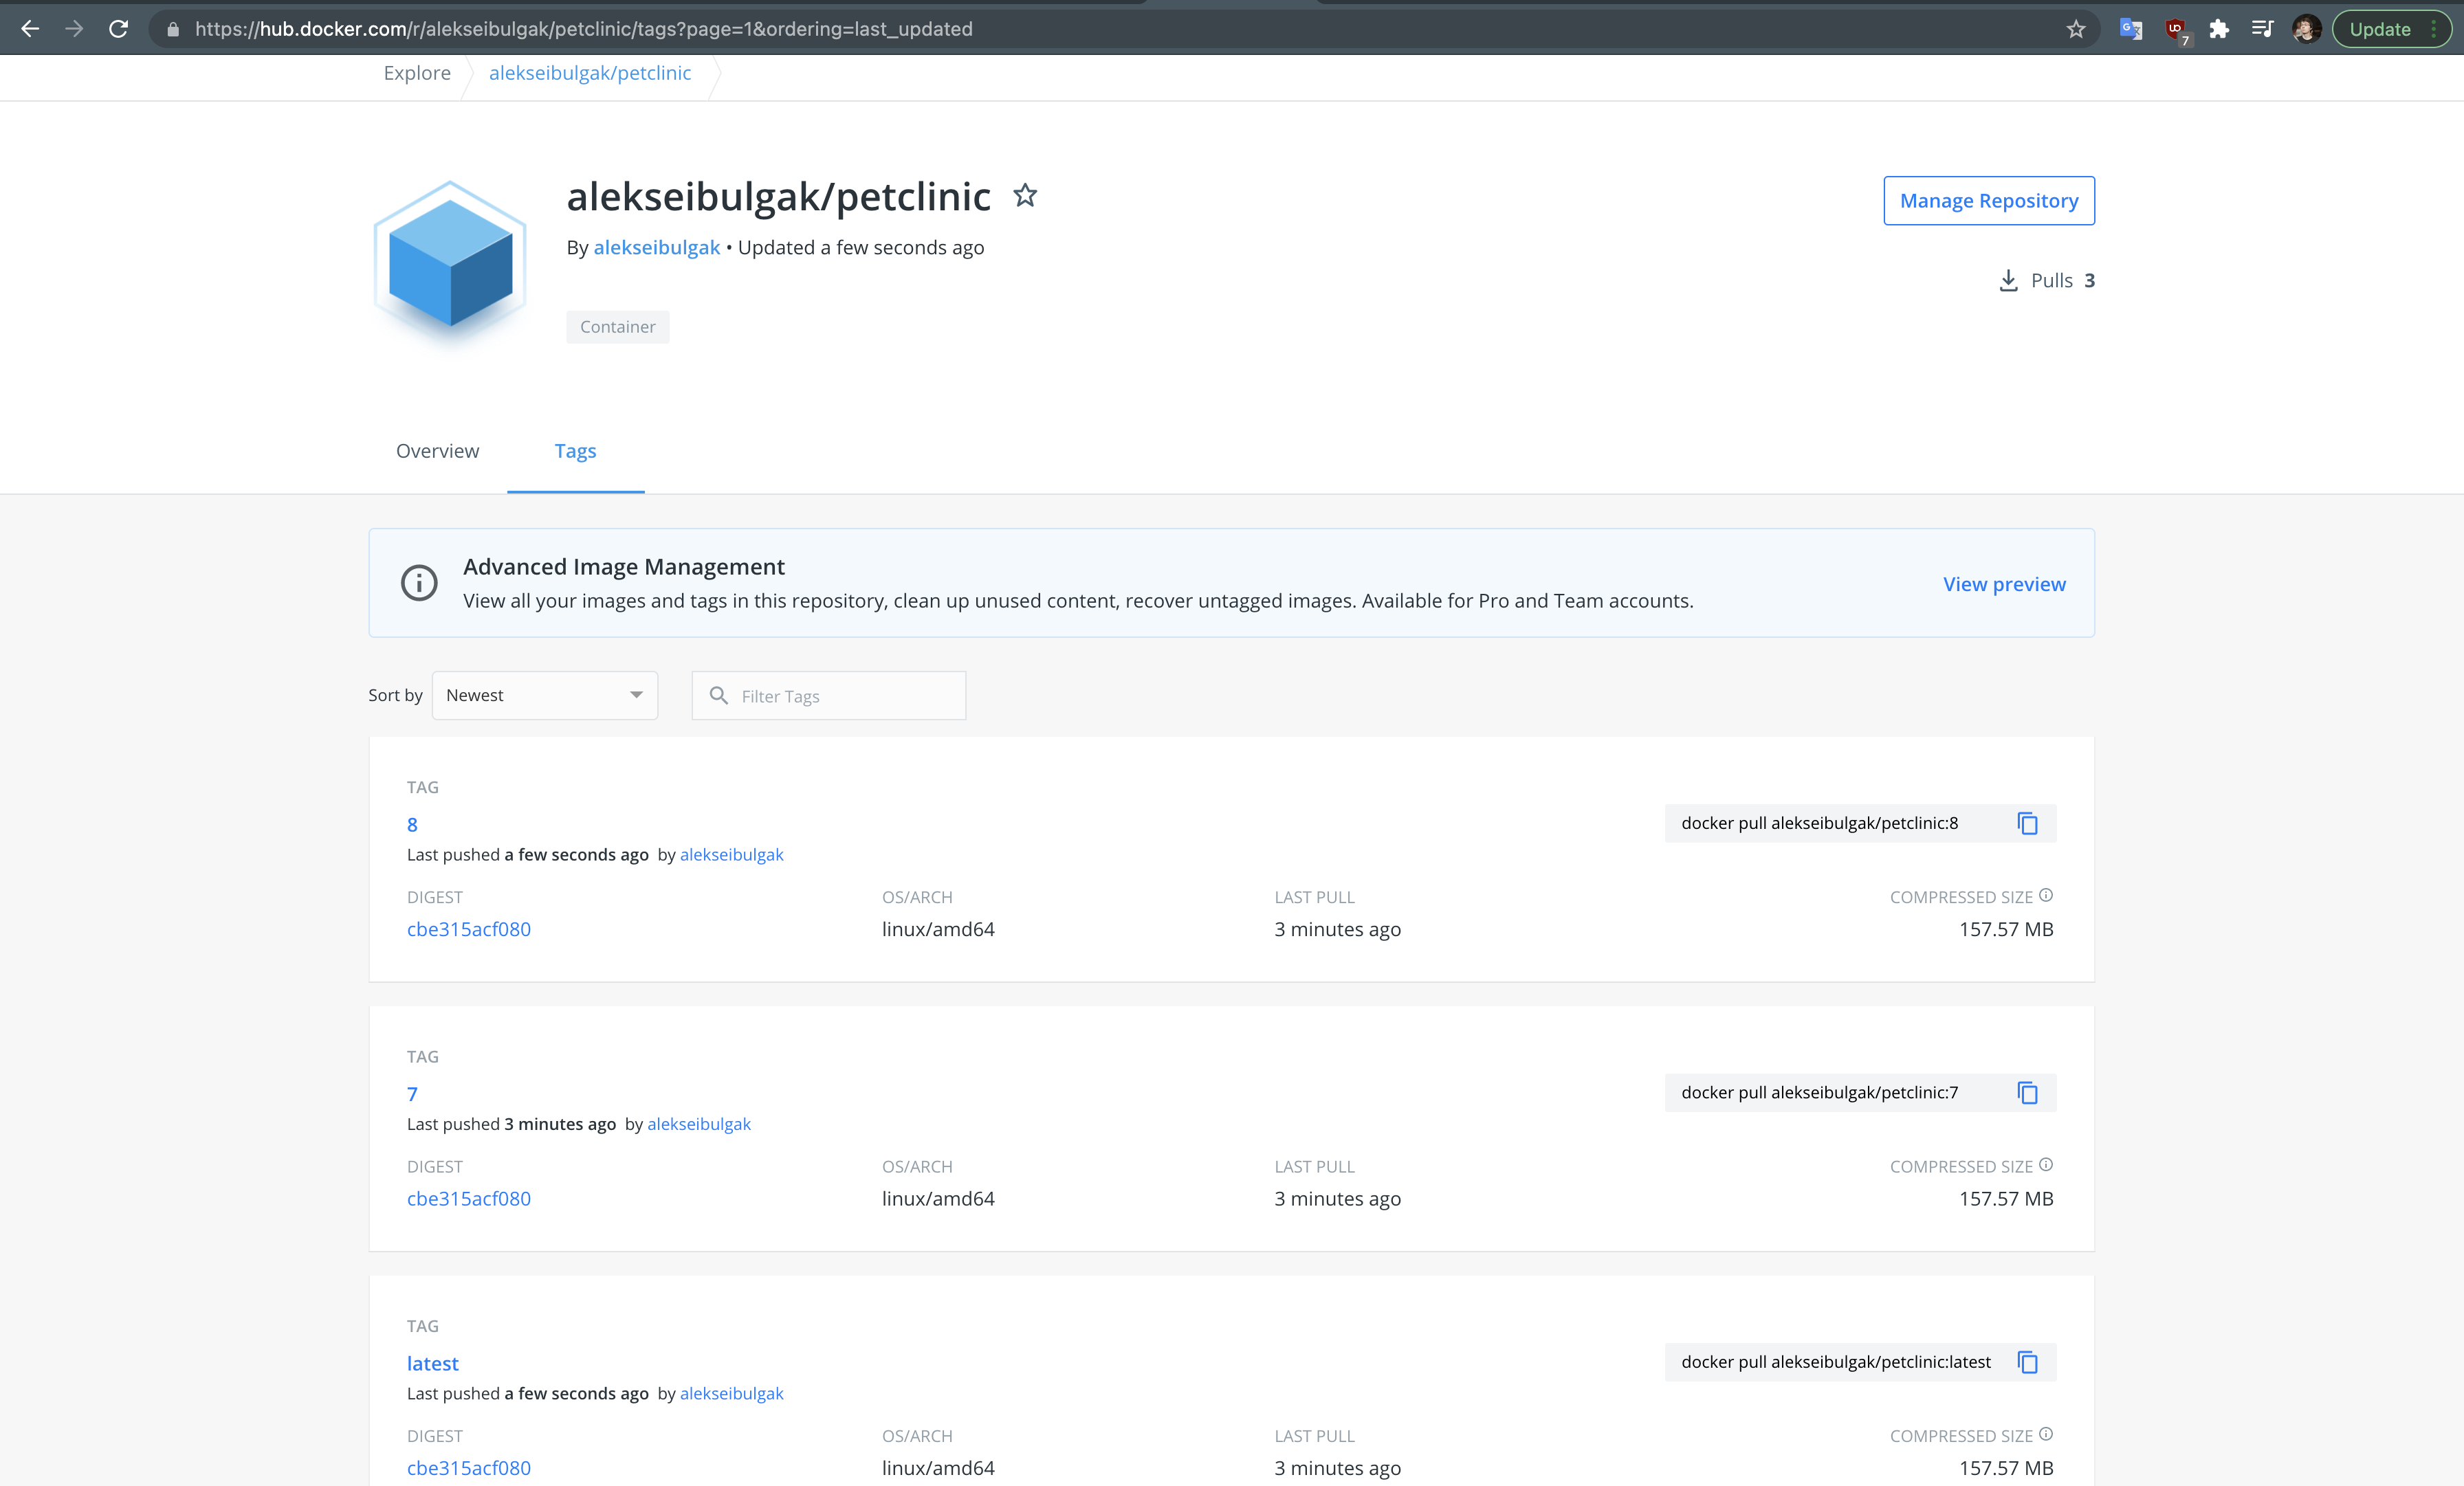 https://hub.docker.com/r/alekseibulgak/petclinic/tags?page=1&ordering=last_updated
7
Update
Explore
alekseibulgak/petclinic
alekseibulgak/petclinic
Manage Repository
By alekseibulgak • Updated a few seconds ago
Pulls 3
Container
Overview
Tags
Advanced Image Management
View all your images and tags in this repository, clean up unused content, recover untagged images. Available for Pro and Team accounts.
View preview
Sort by
Newest
Filter Tags
TAG
8
docker pull alekseibulgak/petclinic:8
Last pushed a few seconds ago by alekseibulgak
DIGEST
OS/ARCH
LAST PULL
COMPRESSED SIZE
cbe315acf080
linux/amd64
3 minutes ago
157.57 MB
TAG
7
docker pull alekseibulgak/petclinic:7
Last pushed 3 minutes ago by alekseibulgak
DIGEST
OS/ARCH
LAST PULL
COMPRESSED SIZE
cbe315acf080
linux/amd64
3 minutes ago
157.57 MB
TAG
latest
docker pull alekseibulgak/petclinic:latest
Last pushed a few seconds ago by alekseibulgak
DIGEST
OS/ARCH
LAST PULL
COMPRESSED SIZE
cbe315acf080
linux/amd64
3 minutes ago
157.57 MB